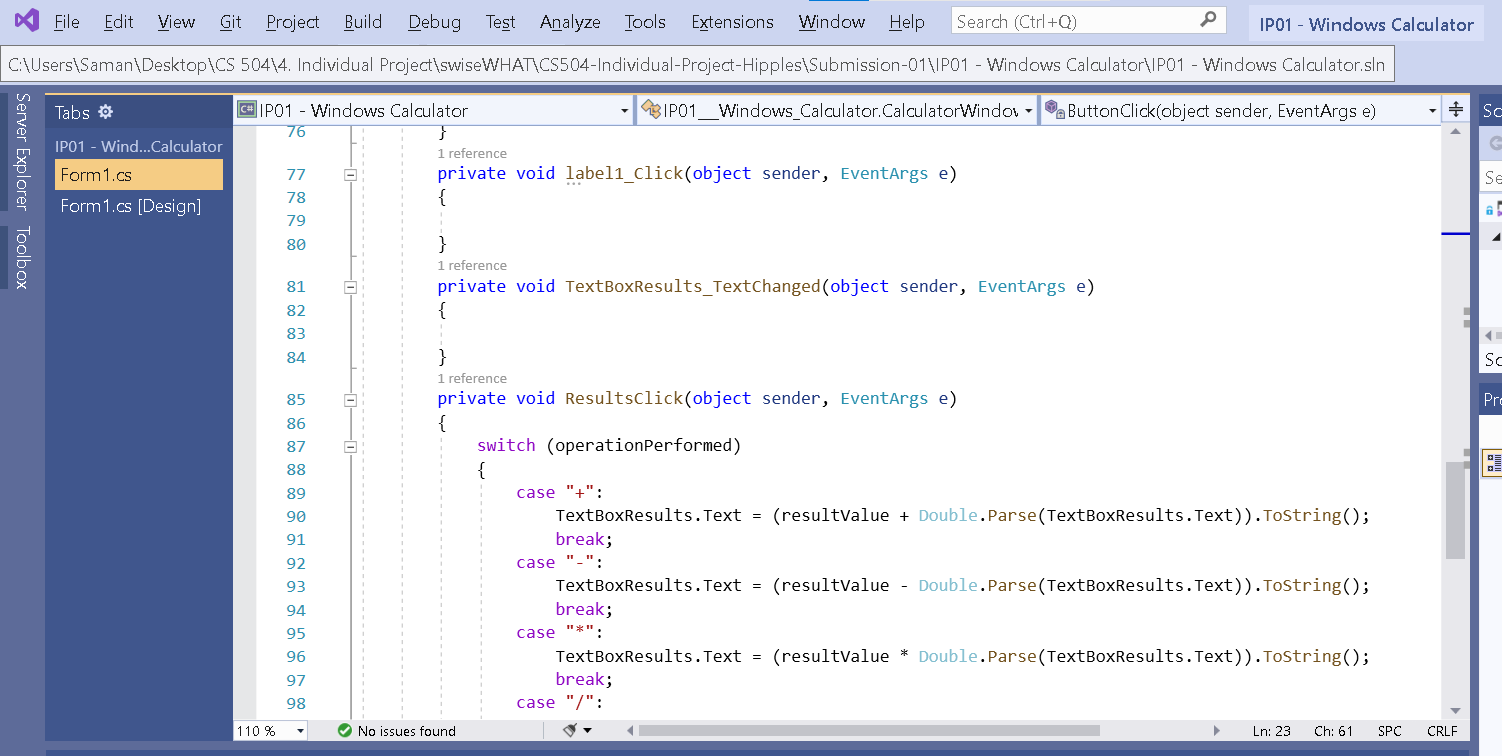 File Edit View Git Project Build Debug Test Analyze Tools Extensions Window Help Search (Ctrl+Q) IP01 - Windows Calculator
C:\Users\Saman\Desktop\CS 504\4. Individual Project\swiseWHAT\CS504-Individual-Project-Hipples\Submission-01\IP01 - Windows Calculator\IP01 - Windows Calculator.sln
Server Explorer
Toolbox
Tabs
IP01 - Wind...Calculator
Form1.cs
Form1.cs [Design]
C# IP01 - Windows Calculator IP01__Windows_Calculator.CalculatorWindow ButtonClick(object sender, EventArgs e)
76 }
1 reference
77 private void label1_Click(object sender, EventArgs e)
78 {
79
80 }
1 reference
81 private void TextBoxResults_TextChanged(object sender, EventArgs e)
82 {
83
84 }
1 reference
85 private void ResultsClick(object sender, EventArgs e)
86 {
87 switch (operationPerformed)
88 {
89 case "+":
90 TextBoxResults.Text = (resultValue + Double.Parse(TextBoxResults.Text)).ToString();
91 break;
92 case "-":
93 TextBoxResults.Text = (resultValue - Double.Parse(TextBoxResults.Text)).ToString();
94 break;
95 case "*":
96 TextBoxResults.Text = (resultValue * Double.Parse(TextBoxResults.Text)).ToString();
97 break;
98 case "/":
110 % No issues found Ln: 23 Ch: 61 SPC CRLF
So
Se
So
Pro